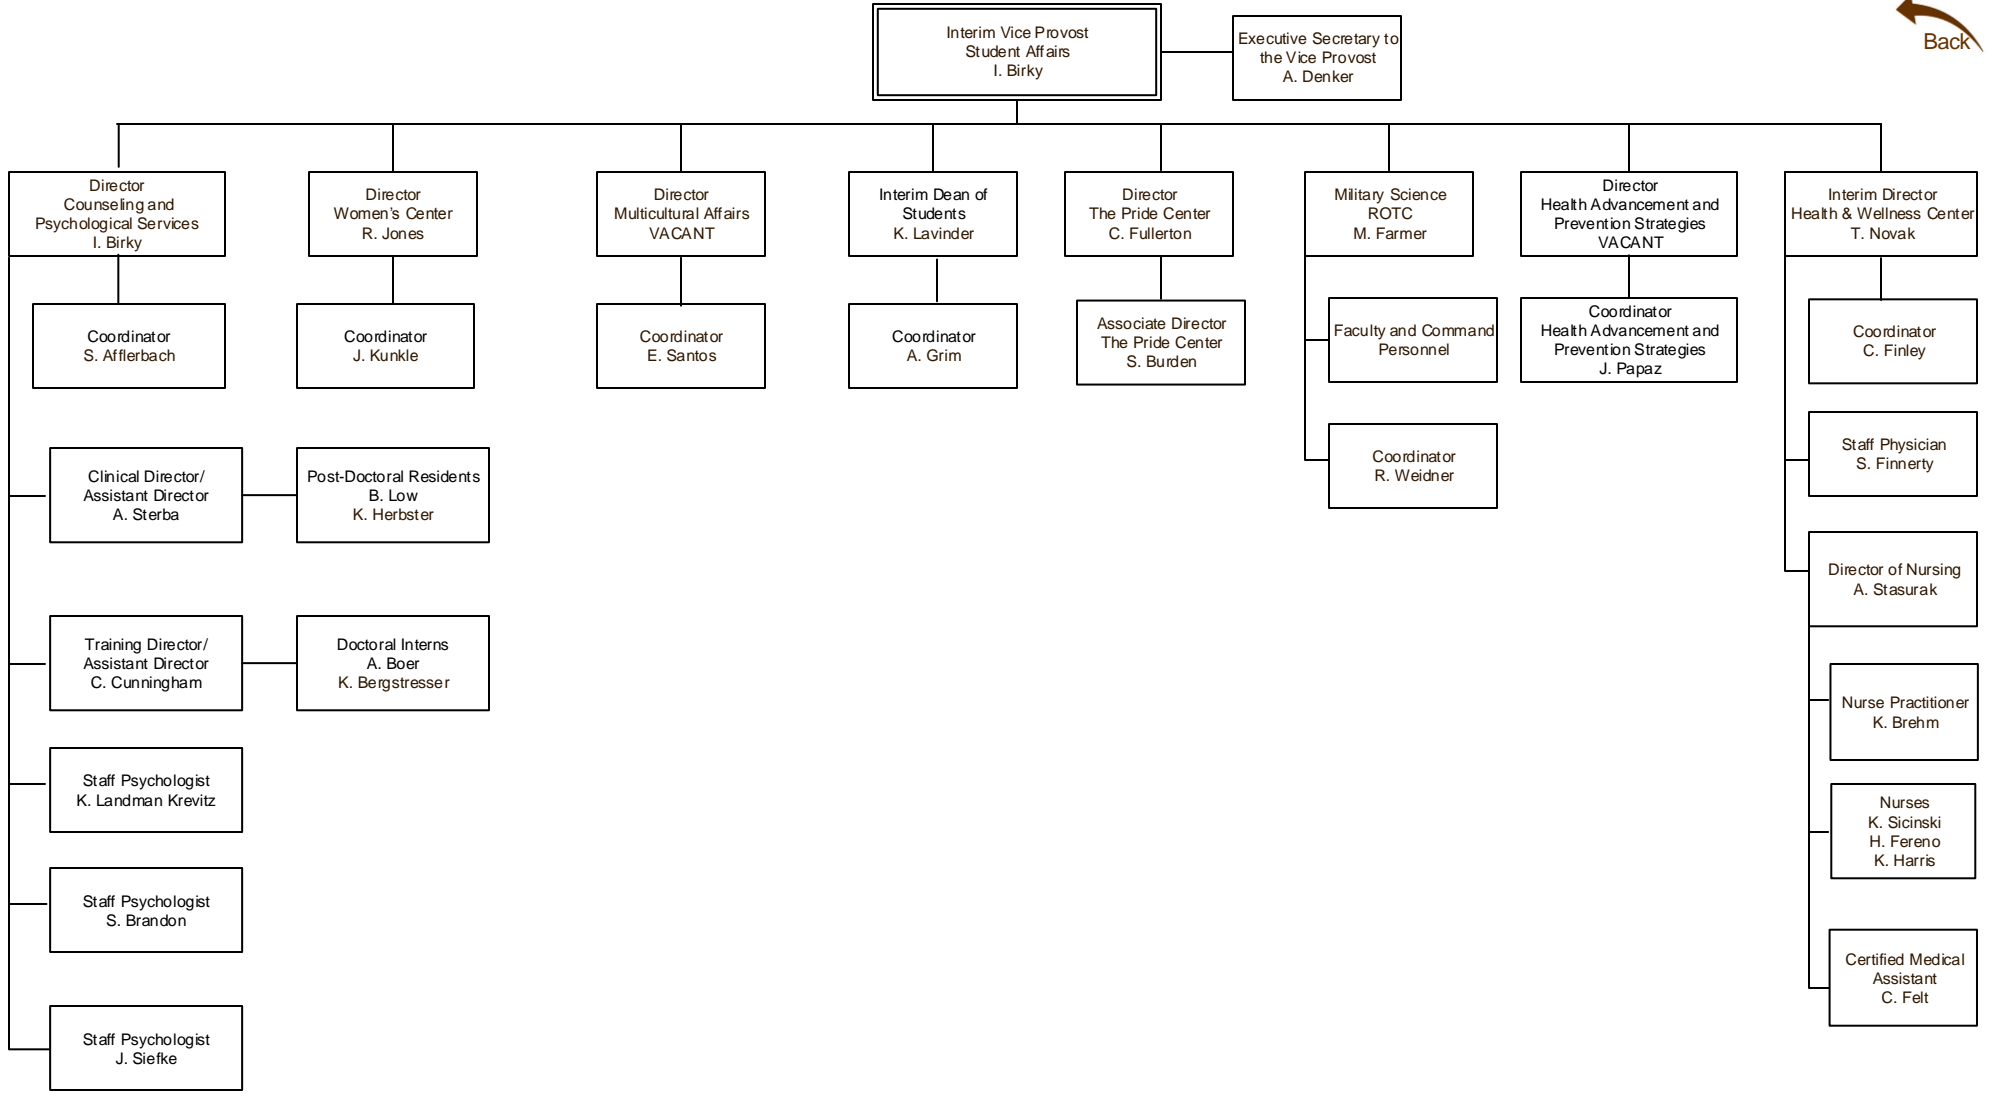 Interim Vice Provost
Student Affairs
I. Birky
Executive Secretary to
the Vice Provost
A. Denker
Back
Director
Counseling and
Psychological Services
I. Birky
Director
Women's Center
R. Jones
Director
Multicultural Affairs
VACANT
Interim Dean of
Students
K. Lavinder
Director
The Pride Center
C. Fullerton
Military Science
ROTC
M. Farmer
Director
Health Advancement and
Prevention Strategies
VACANT
Interim Director
Health & Wellness Center
T. Novak
Coordinator
S. Afflerbach
Coordinator
J. Kunkle
Coordinator
E. Santos
Coordinator
A. Grim
Associate Director
The Pride Center
S. Burden
Faculty and Command
Personnel
Coordinator
Health Advancement and
Prevention Strategies
J. Papaz
Coordinator
C. Finley
Clinical Director/
Assistant Director
A. Sterba
Post-Doctoral Residents
B. Low
K. Herbster
Coordinator
R. Weidner
Staff Physician
S. Finnerty
Director of Nursing
A. Stasurak
Training Director/
Assistant Director
C. Cunningham
Doctoral Interns
A. Boer
K. Bergstresser
Nurse Practitioner
K. Brehm
Staff Psychologist
K. Landman Krevitz
Nurses
K. Sicinski
H. Fereno
K. Harris
Staff Psychologist
S. Brandon
Certified Medical
Assistant
C. Felt
Staff Psychologist
J. Siefke